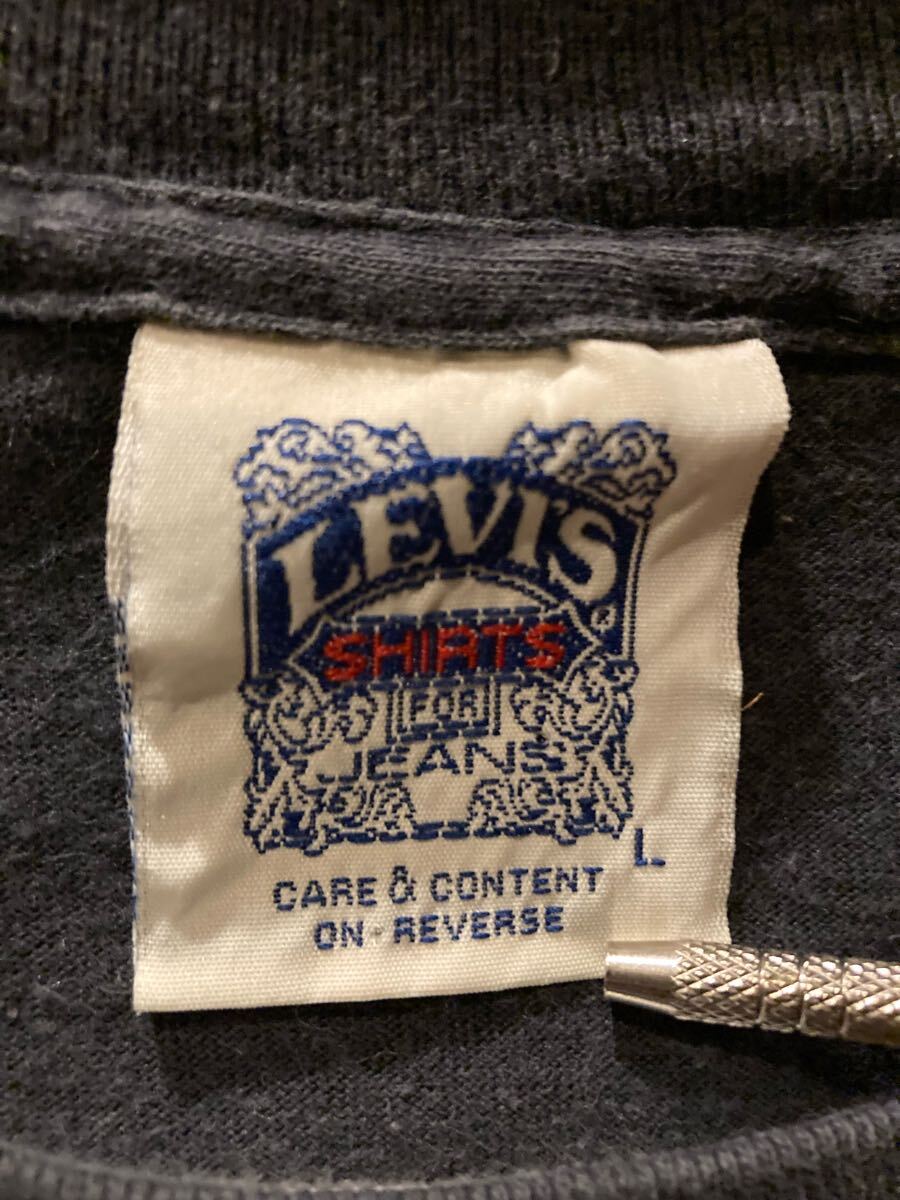 LEVI'S®
SHIRTS
FOR
JEANS
L
CARE & CONTENT
ON REVERSE